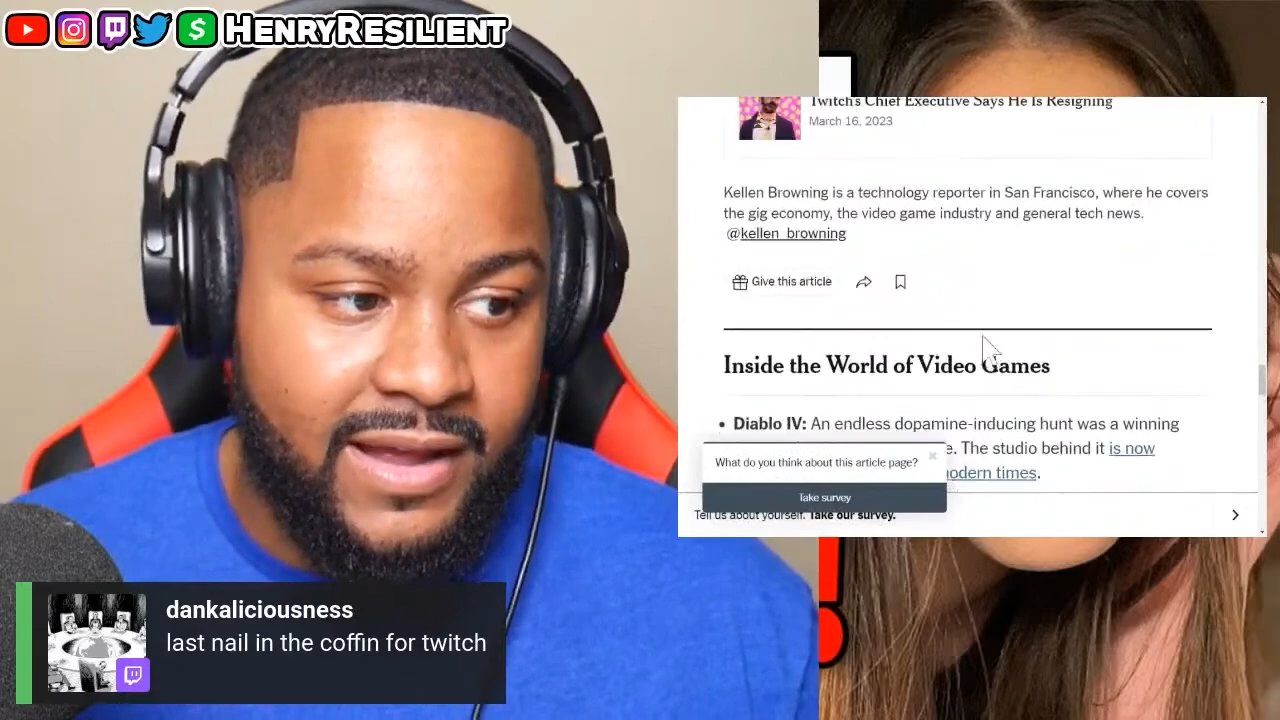 HENRYRESILIENT
Twitch's Chief Executive Says He Is Resigning
March 16, 2023
Kellen Browning is a technology reporter in San Francisco, where he covers
the gig economy, the video game industry and general tech news.
@kellen_browning
Give this article
Inside the World of Video Games
• Diablo IV: An endless dopamine-inducing hunt was a winning
e. The studio behind it is now
odern times.
What do you think about this article page?
Take survey
Tell us about yourself. Take our survey.
dankaliciousness
last nail in the coffin for twitch